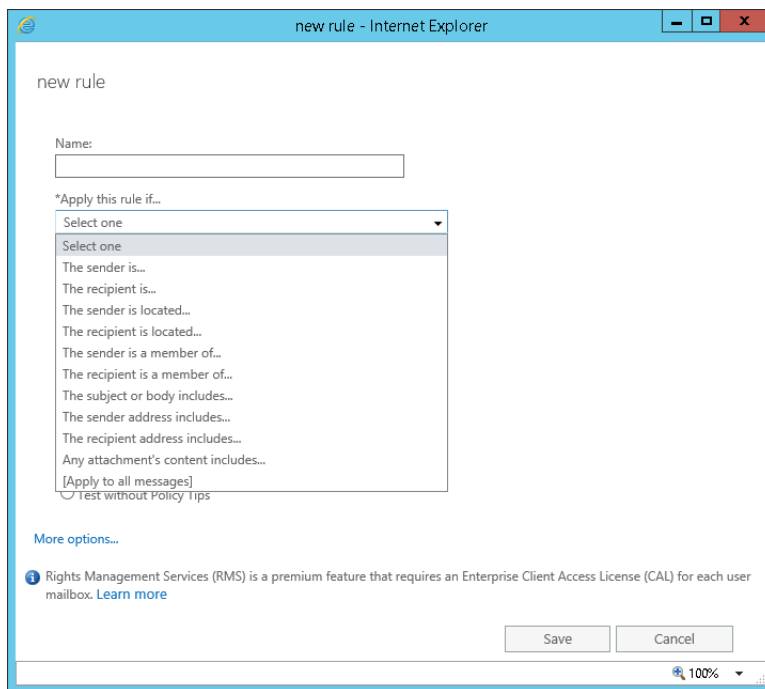 new rule - Internet Explorer
new rule
Name:
*Apply this rule if...
Select one
Select one
The sender is...
The recipient is...
The sender is located...
The recipient is located...
The sender is a member of...
The recipient is a member of...
The subject or body includes...
The sender address includes...
The recipient address includes...
Any attachment's content includes...
[Apply to all messages]
Test without Policy Tips
More options...
Rights Management Services (RMS) is a premium feature that requires an Enterprise Client Access License (CAL) for each user
mailbox. Learn more
Save Cancel
100%